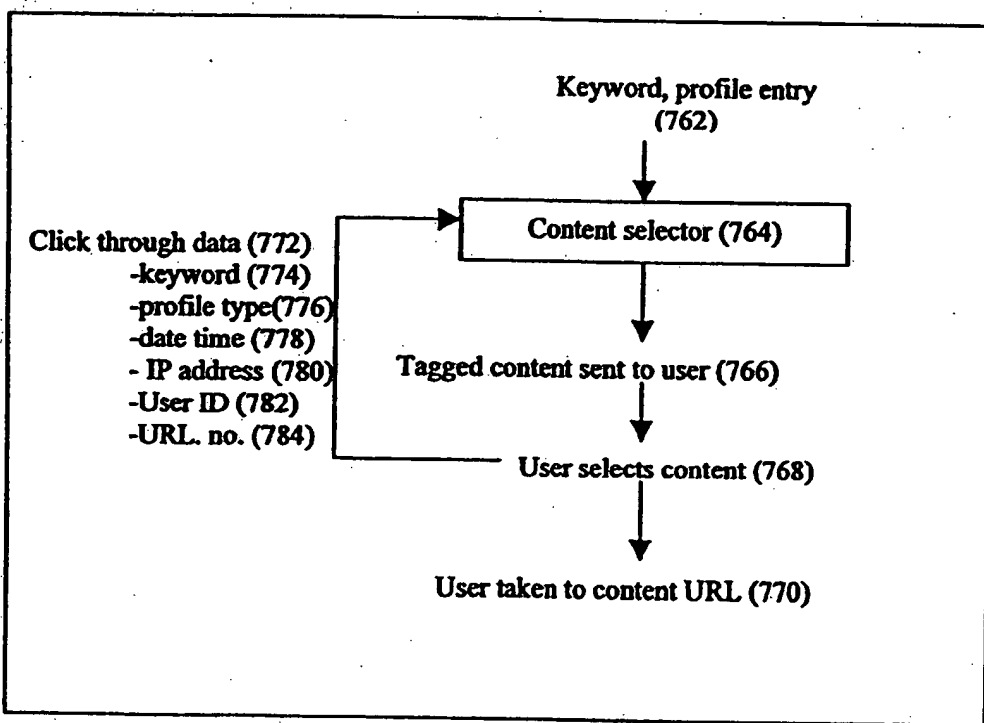 Keyword, profile entry
(762)
Content selector (764)
Click through data (772)
-keyword (774)
-profile type(776)
-date time (778)
- IP address (780)
-User ID (782)
-URL. no. (784)
Tagged content sent to user (766)
User selects content (768)
User taken to content URL (770)